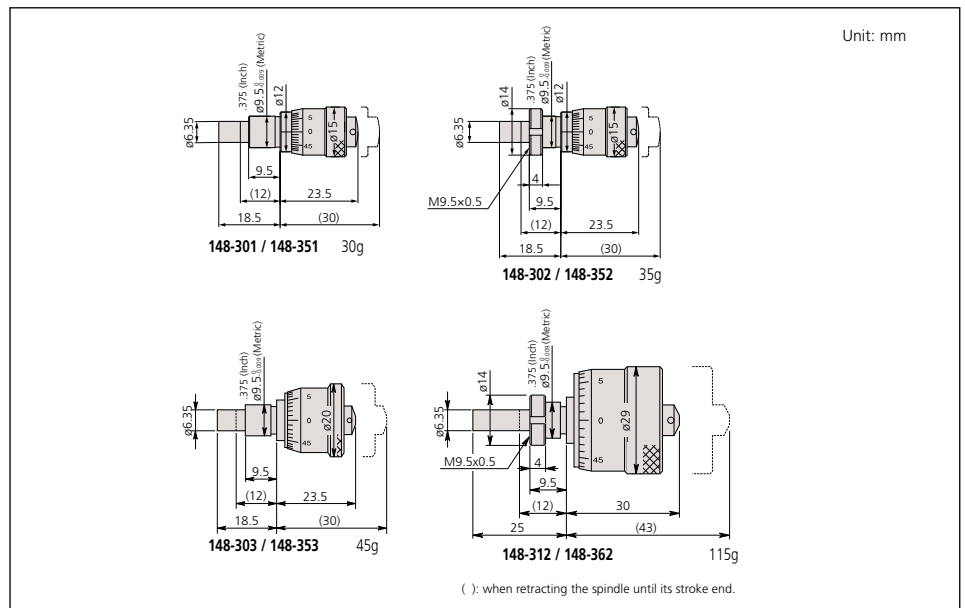 Unit: mm
.375 (Inch)
ø9.5 0 -0.009 (Metric)
ø12
ø6.35
5
0
45
ø15
9.5
(12)
23.5
18.5
(30)
148-301 / 148-351 30g
.375 (Inch)
ø9.5 0 -0.009 (Metric)
ø14
ø12
ø6.35
5
0
45
ø15
4
M9.5×0.5
9.5
(12)
23.5
18.5
(30)
148-302 / 148-352 35g
.375 (Inch)
ø9.5 0 -0.009 (Metric)
ø6.35
5
0
45
ø20
9.5
(12)
23.5
18.5
(30)
148-303 / 148-353 45g
.375 (Inch)
ø9.5 0 -0.009 (Metric)
ø14
ø6.35
5
0
45
ø29
M9.5x0.5
4
9.5
(12)
30
25
(43)
148-312 / 148-362 115g
( ): when retracting the spindle until its stroke end.